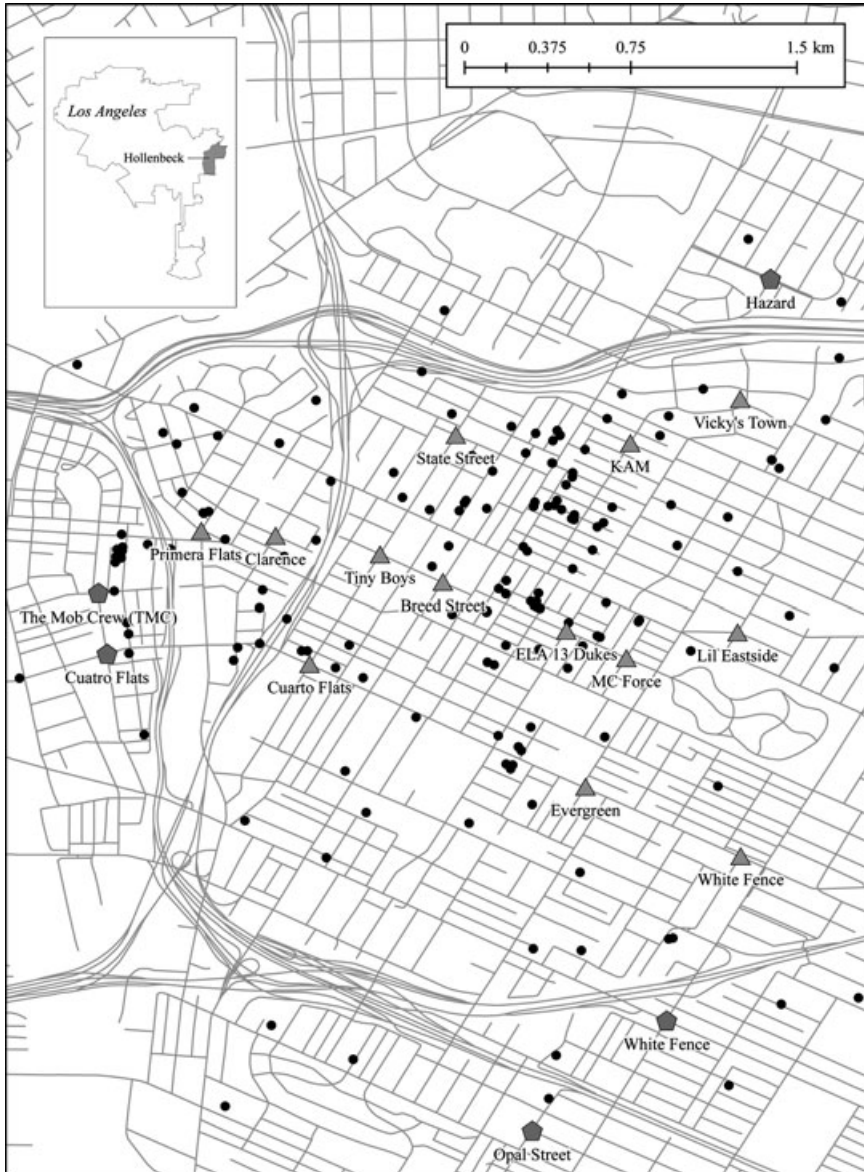 0 0.375 0.75 1.5 km
Los Angeles
Hollenbeck
Hazard
Vicky's Town
State Street
KAM
Primera Flats
Clarence
Tiny Boys
Breed Street
The Mob Crew (TMC)
ELA 13 Dukes
Lil Eastside
Cuatro Flats
Cuarto Flats
MC Force
Evergreen
White Fence
White Fence
Opal Street